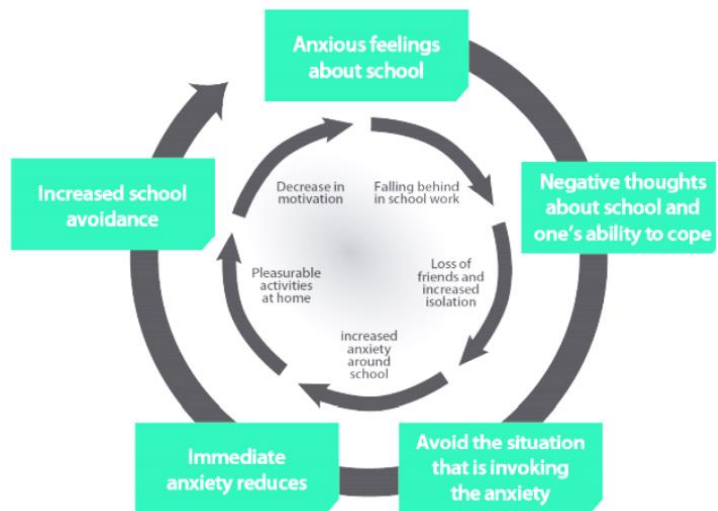 Anxious feelings
about school
Negative thoughts
about school and
one's ability to cope
Avoid the situation
that is invoking
the anxiety
Immediate
anxiety reduces
Increased school
avoidance
Falling behind
in school work
Loss of
friends and
increased
isolation
increased
anxiety
around
school
Pleasurable
activities
at home
Decrease in
motivation